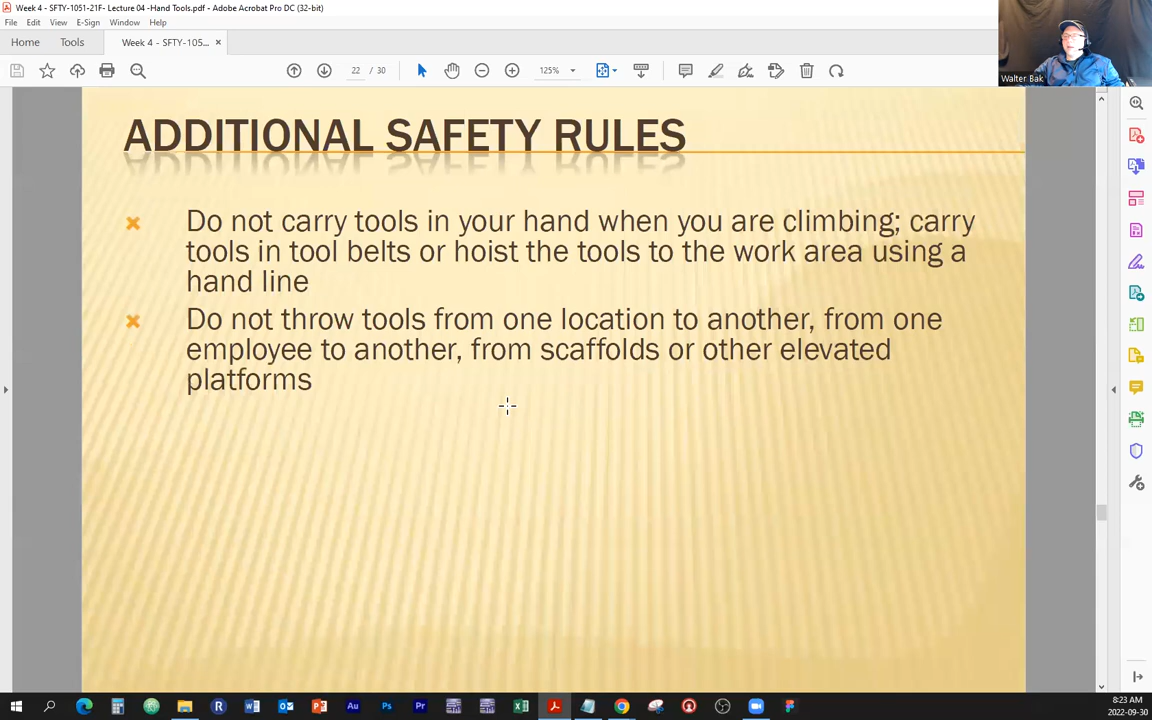 Week 4 - SFTY-1051-21F- Lecture 04 -Hand Tools.pdf - Adobe Acrobat Pro DC (32-bit)
File Edit View E-Sign Window Help
Home Tools Week 4 - SFTY-105... ×
22 / 30 125%
Walter Bak
ADDITIONAL SAFETY RULES
Do not carry tools in your hand when you are climbing; carry
tools in tool belts or hoist the tools to the work area using a
hand line
Do not throw tools from one location to another, from one
employee to another, from scaffolds or other elevated
platforms
8:23 AM
2022-09-30